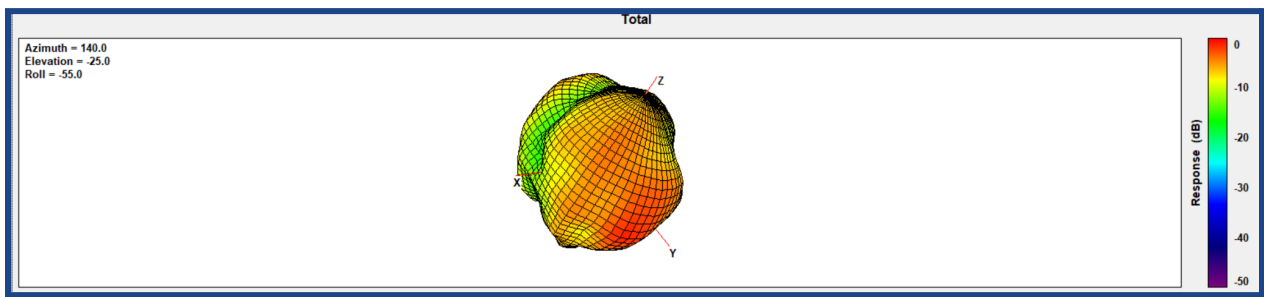 Total
Azimuth = 140.0
Elevation = -25.0
Roll = -55.0
Z
X
Y
Response (dB)
0
-10
-20
-30
-40
-50